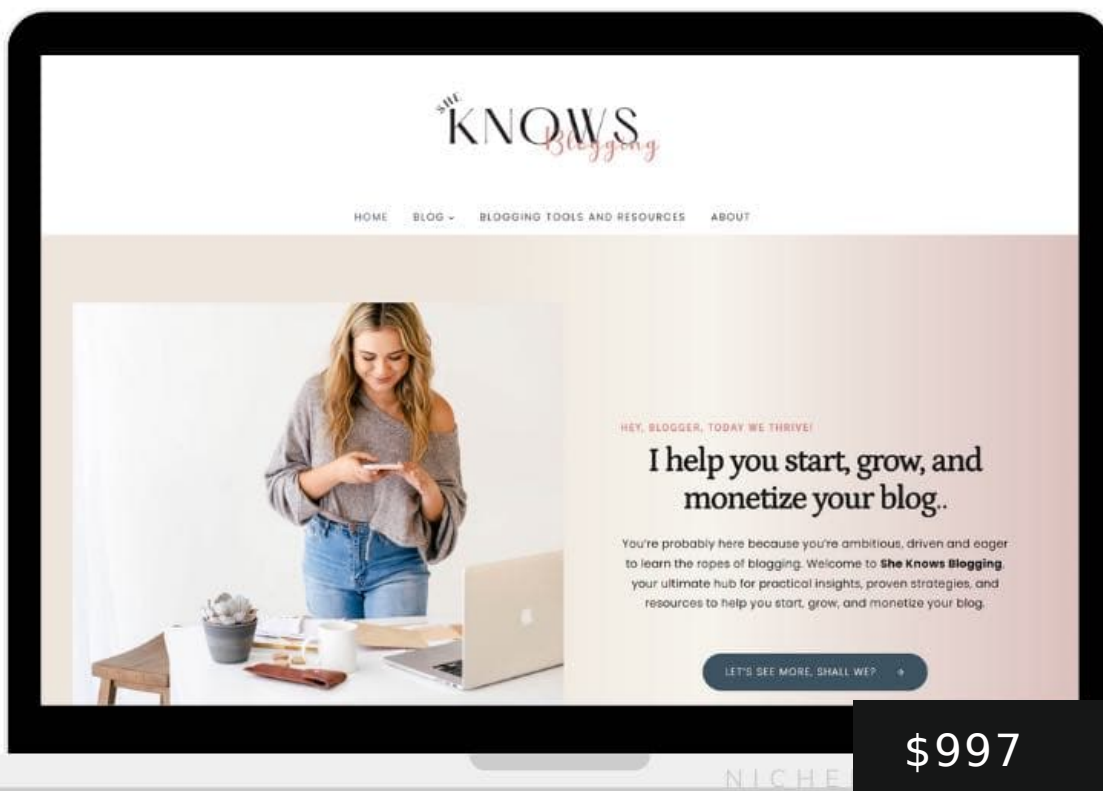 SHE
KNOWS
Blogging
HOME BLOG BLOGGING TOOLS AND RESOURCES ABOUT
HEY, BLOGGER, TODAY WE THRIVE!
I help you start, grow, and
monetize your blog..
You're probably here because you're ambitious, driven and eager
to learn the ropes of blogging. Welcome to She Knows Blogging,
your ultimate hub for practical insights, proven strategies, and
resources to help you start, grow, and monetize your blog.
LET'S SEE MORE, SHALL WE? →
$997
NICHE